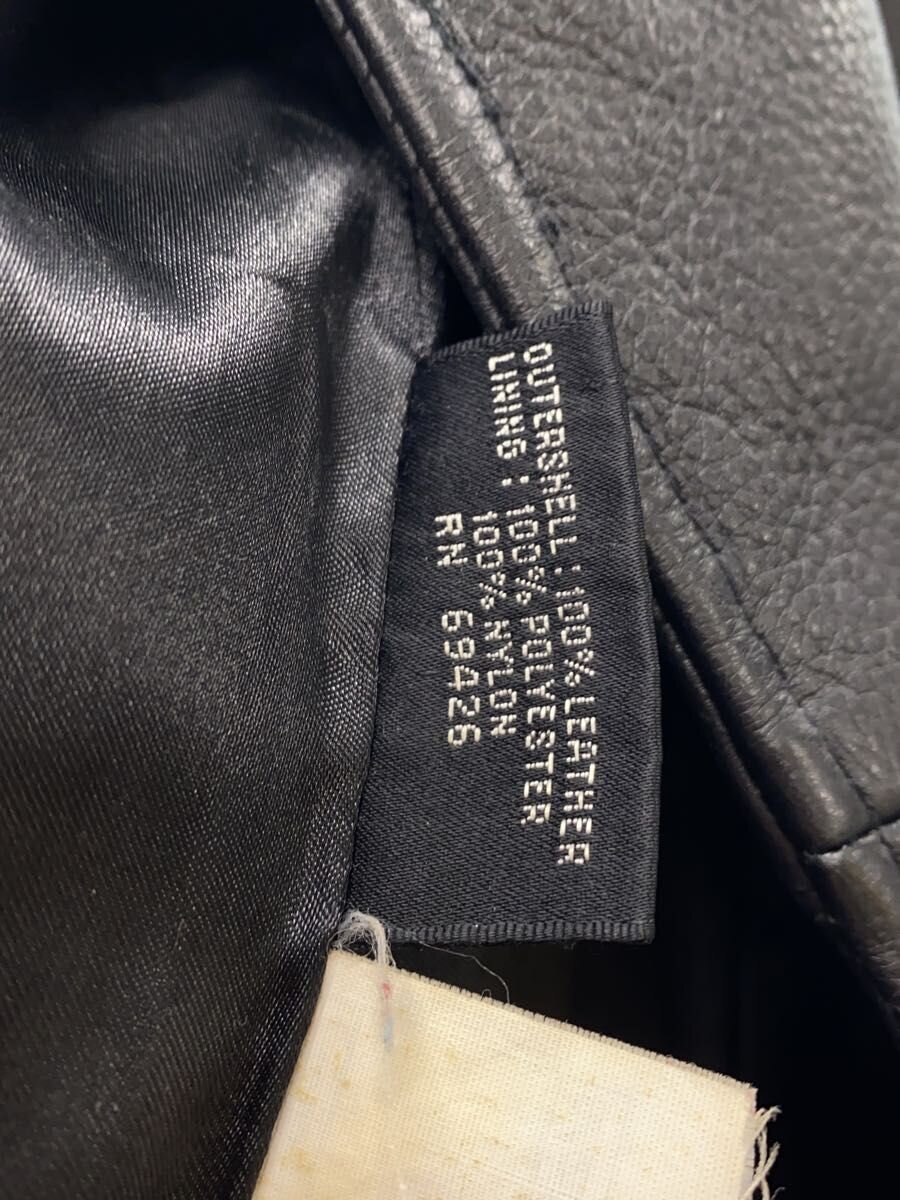 OUTERSHELL : 100% LEATHER
LINING : 100% POLYESTER
100% NYLON
RN 69426